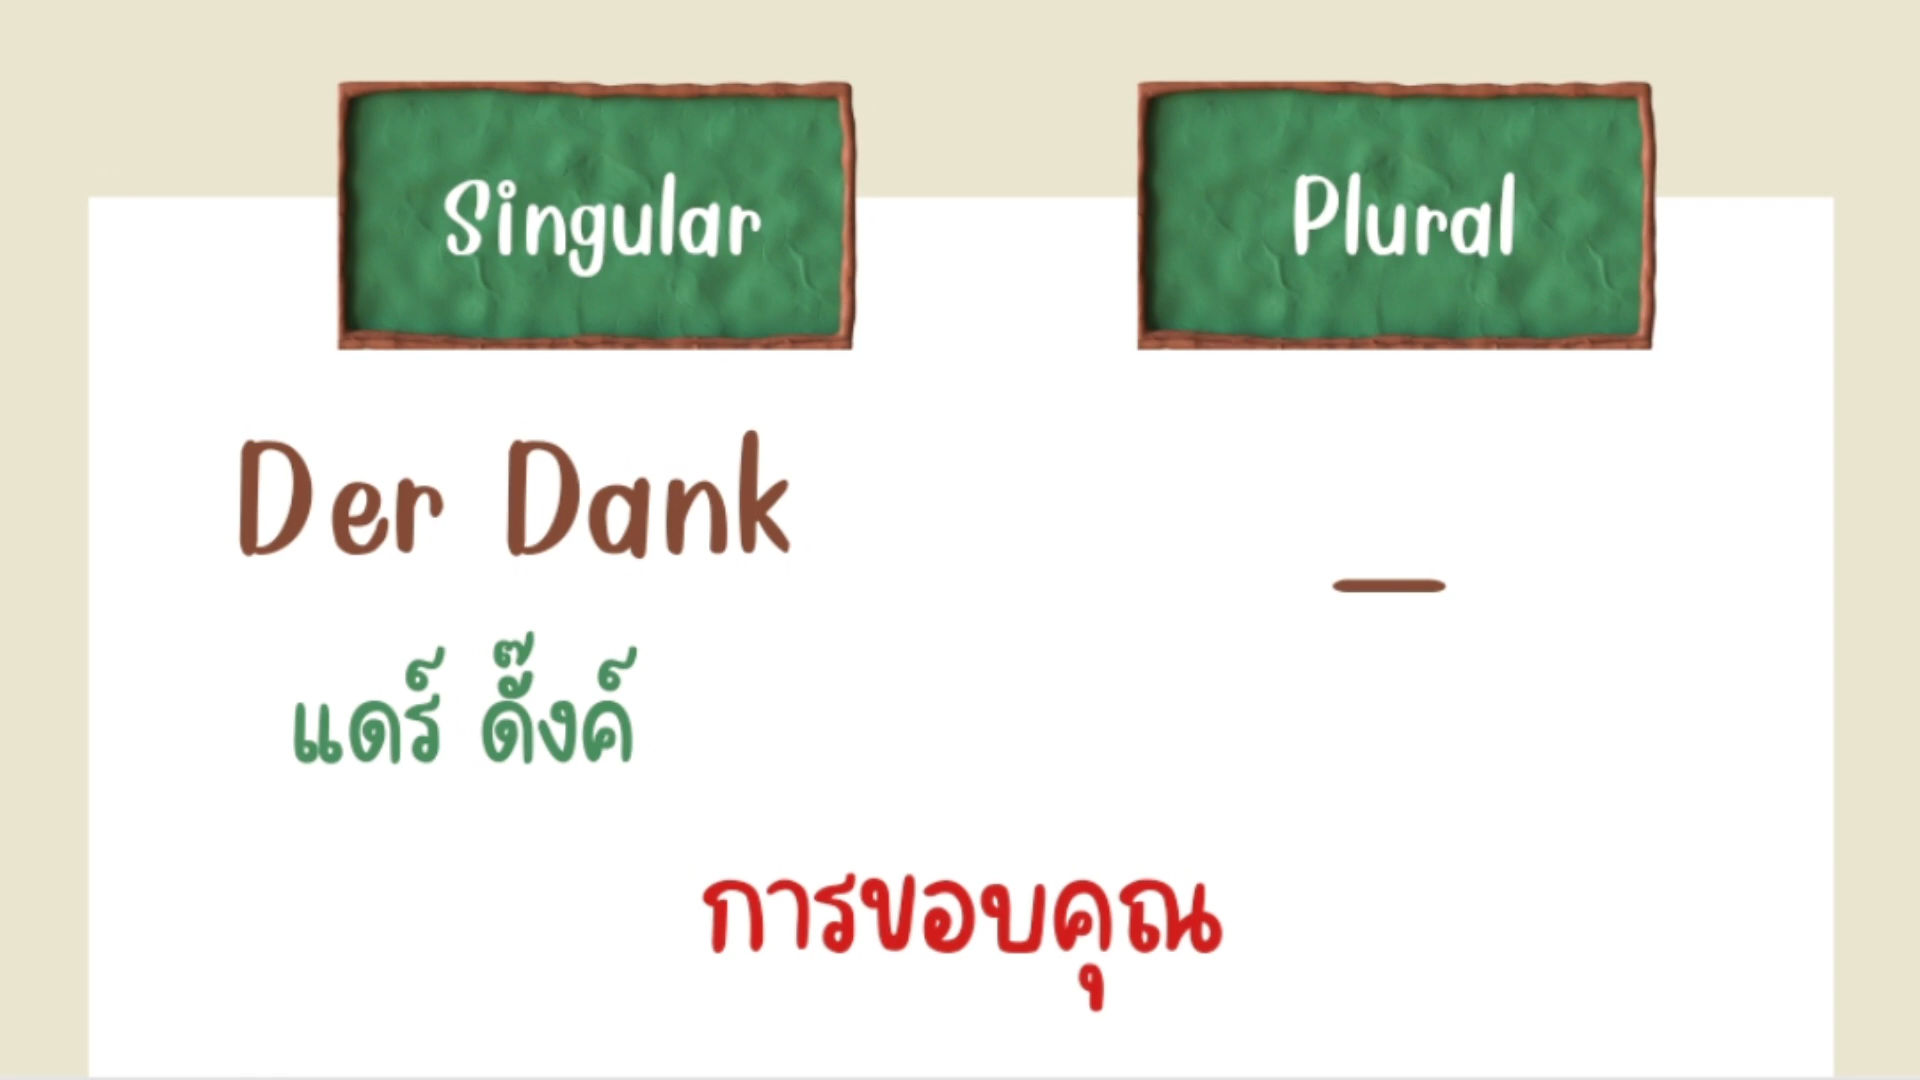 Singular
Plural
Der Dank
–
แดร์ ดั๊งค์
การขอบคุณ